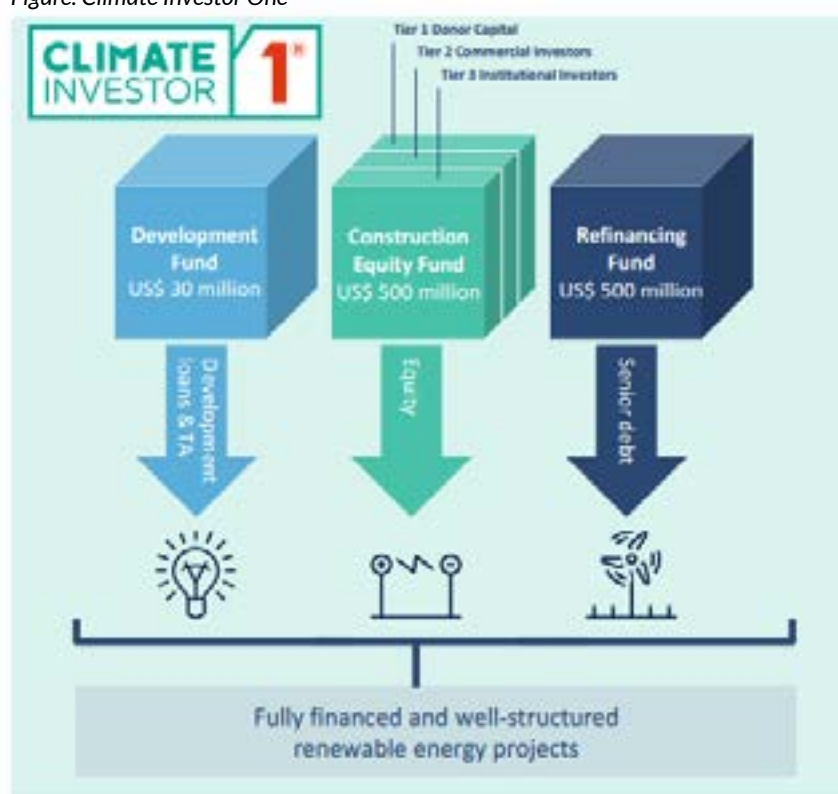 Figure: Climate Investor One
Tier 1 Donor Capital
Tier 2 Commercial Investors
Tier 3 Institutional Investors
CLIMATE
INVESTOR
1®
Development
Fund
US$ 30 million
Construction
Equity Fund
US$ 500 million
Refinancing
Fund
US$ 500 million
Development
loans & TA
Equity
Senior debt
Fully financed and well-structured
renewable energy projects